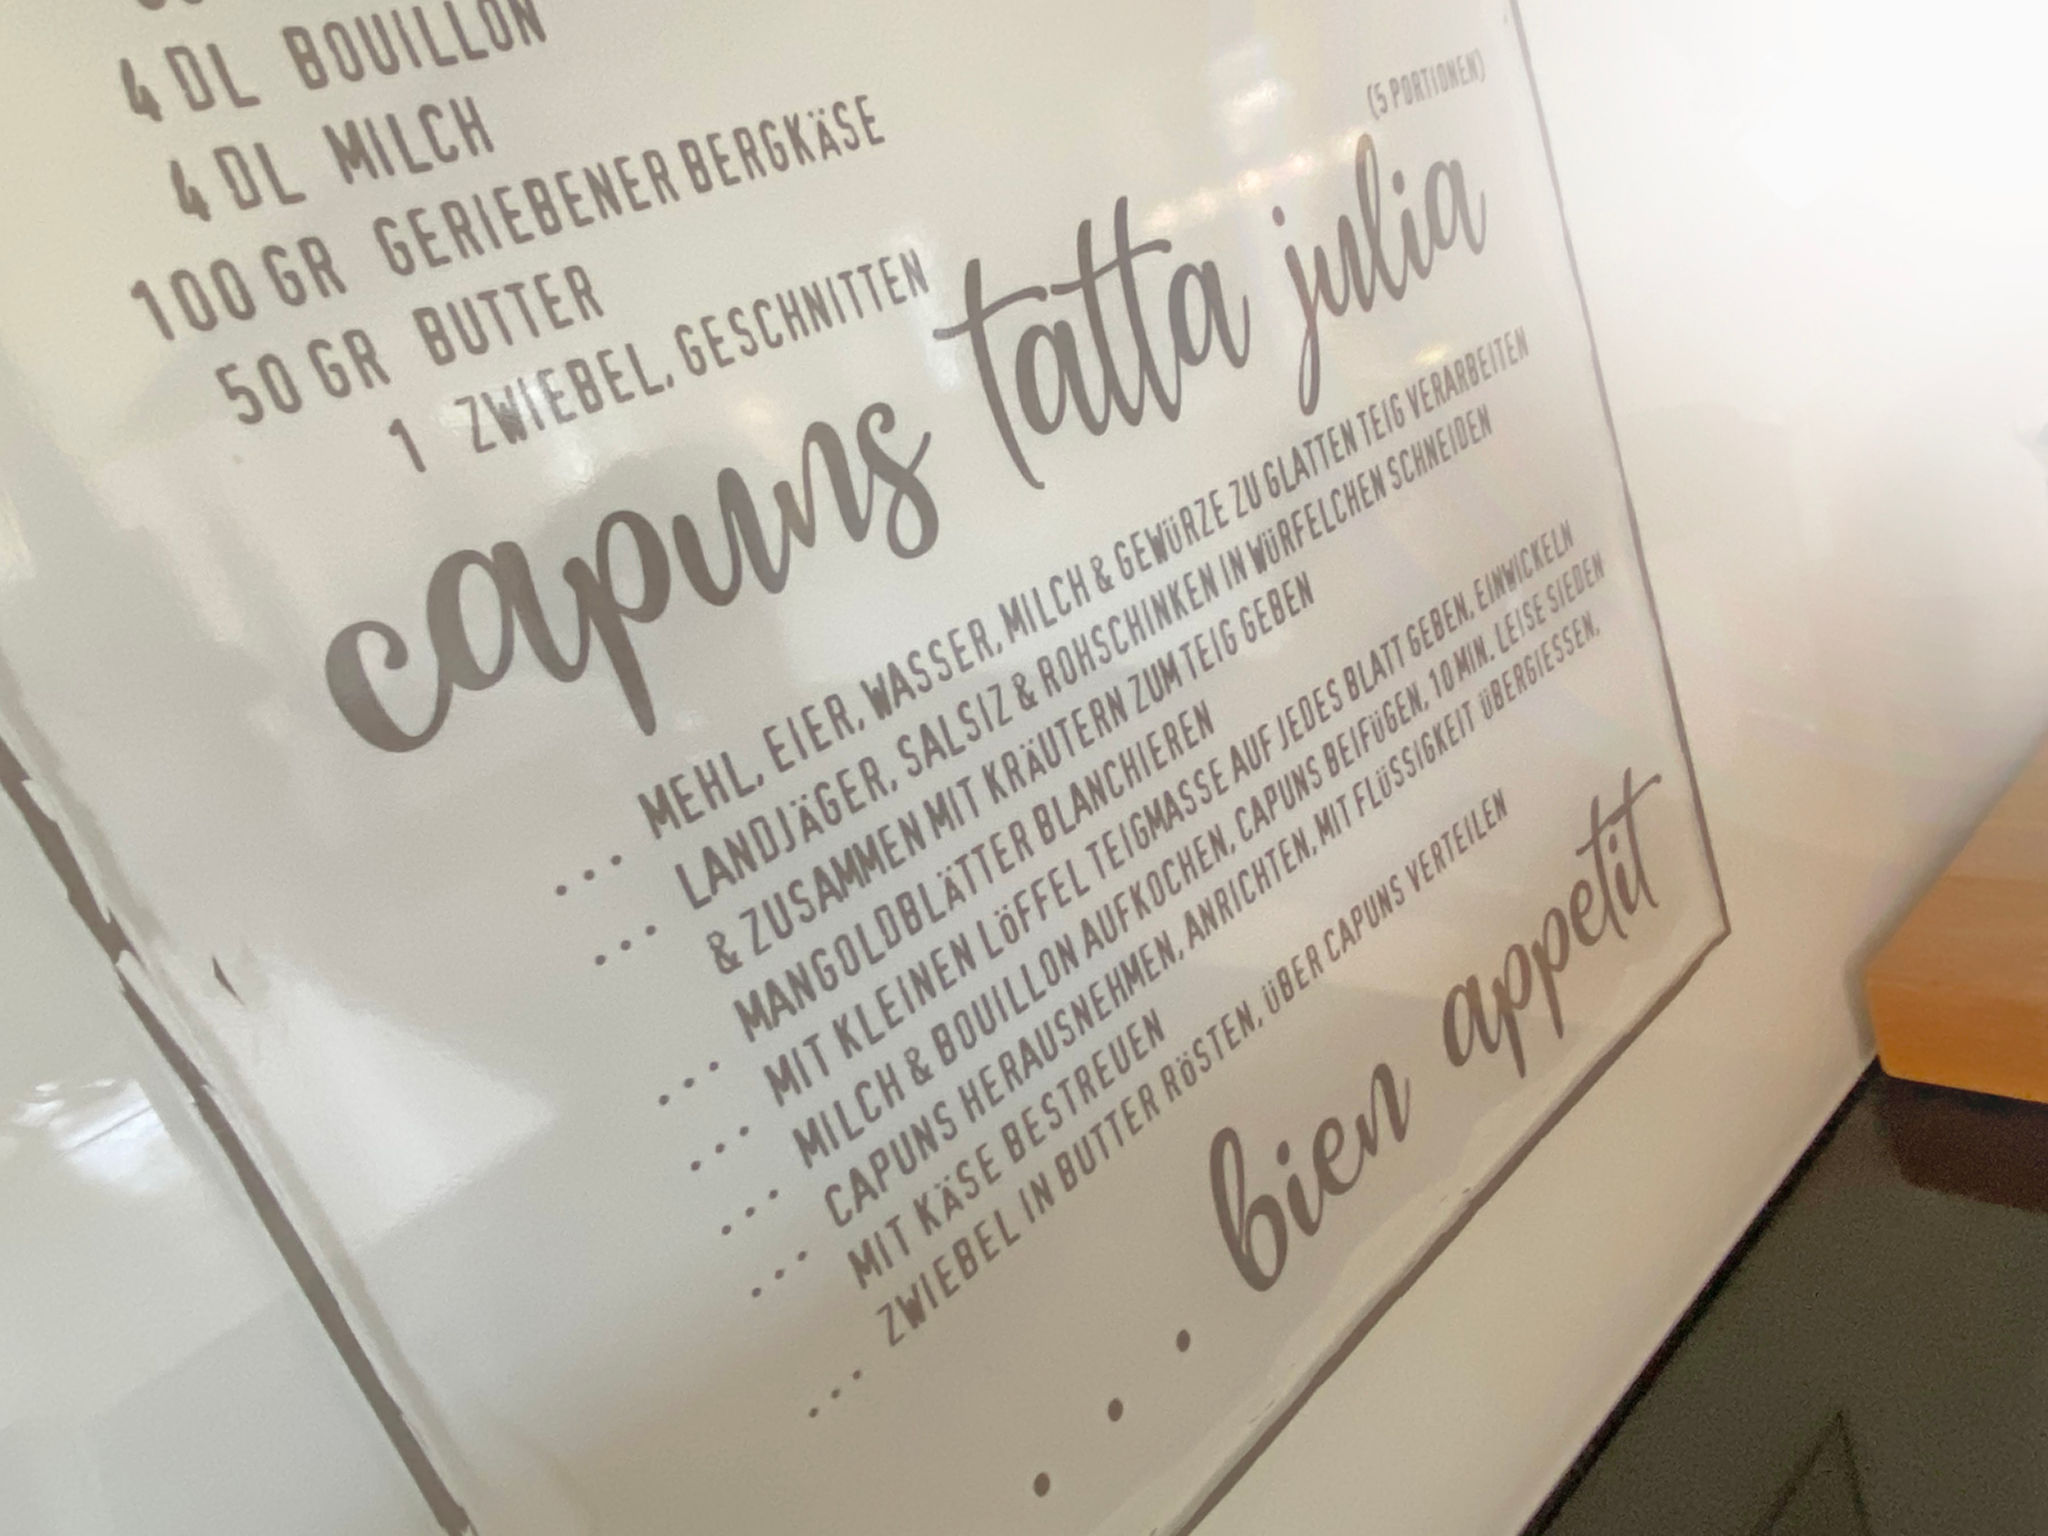 4 DL BOUILLON
4 DL MILCH
100 GR GERIEBENER BERGKÄSE
50 GR BUTTER
1 ZWIEBEL, GESCHNITTEN
(5 PORTIONEN)
capuns tatta julia
... MEHL, EIER, WASSER, MILCH & GEWÜRZE ZU GLATTEN TEIG VERARBEITEN
... LANDJÄGER, SALSIZ & ROHSCHINKEN IN WÜRFELCHEN SCHNEIDEN
& ZUSAMMEN MIT KRÄUTERN ZUM TEIG GEBEN
... MANGOLDBLÄTTER BLANCHIEREN
... MIT KLEINEN LÖFFEL TEIGMASSE AUF JEDES BLATT GEBEN, EINWICKELN
... MILCH & BOUILLON AUFKOCHEN, CAPUNS BEIFÜGEN, 10 MIN. LEISE SIEDEN
... CAPUNS HERAUSNEHMEN, ANRICHTEN, MIT FLÜSSIGKEIT ÜBERGIESSEN,
MIT KÄSE BESTREUEN
... ZWIEBEL IN BUTTER RÖSTEN, ÜBER CAPUNS VERTEILEN
... bien appetit